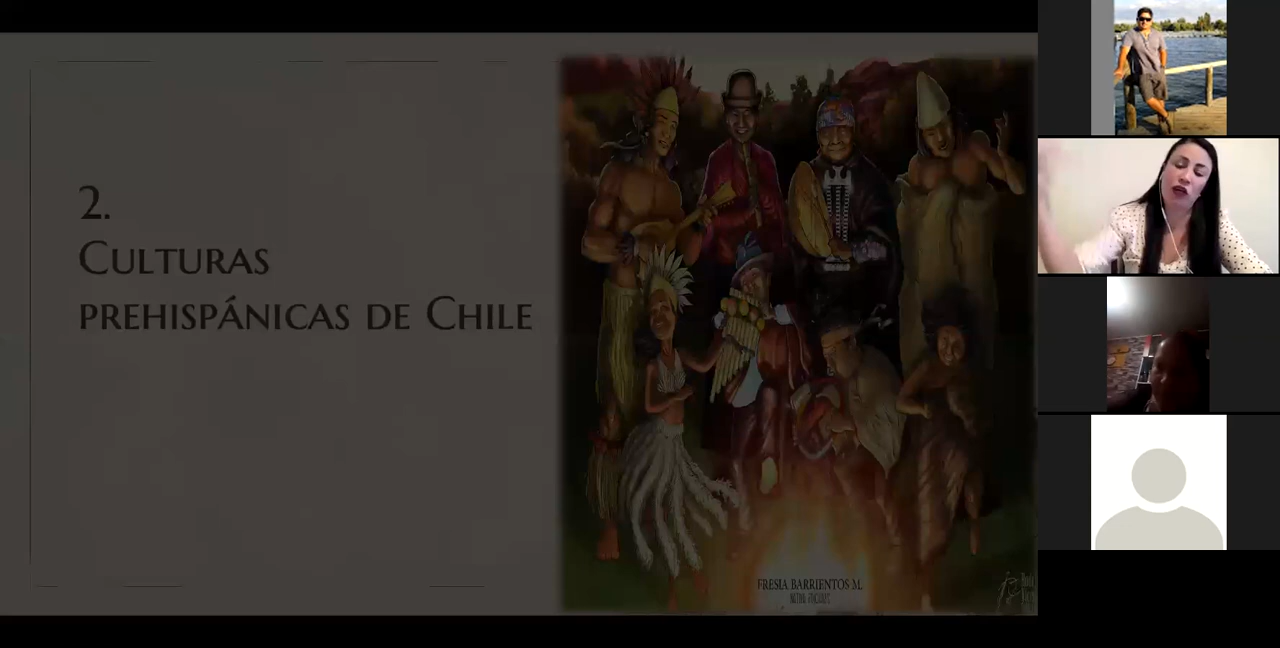 2.
CULTURAS
PREHISPÁNICAS DE CHILE
FRESIA BARRIENTOS M.